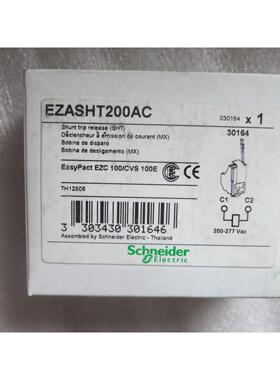 EZASHT200AC
030164 x 1
Shunt trip release (SHT)
Déclencheur à émission de courant (MX)
Bobina de disparo
Bobina de desligamento (MX)
30164
EasyPact EZC 100/CVS 100E
TH12506
C1 C2
200-277 Vac
3 303430 301646
Assembled by Schneider Electric - Thailand
Schneider
Electric